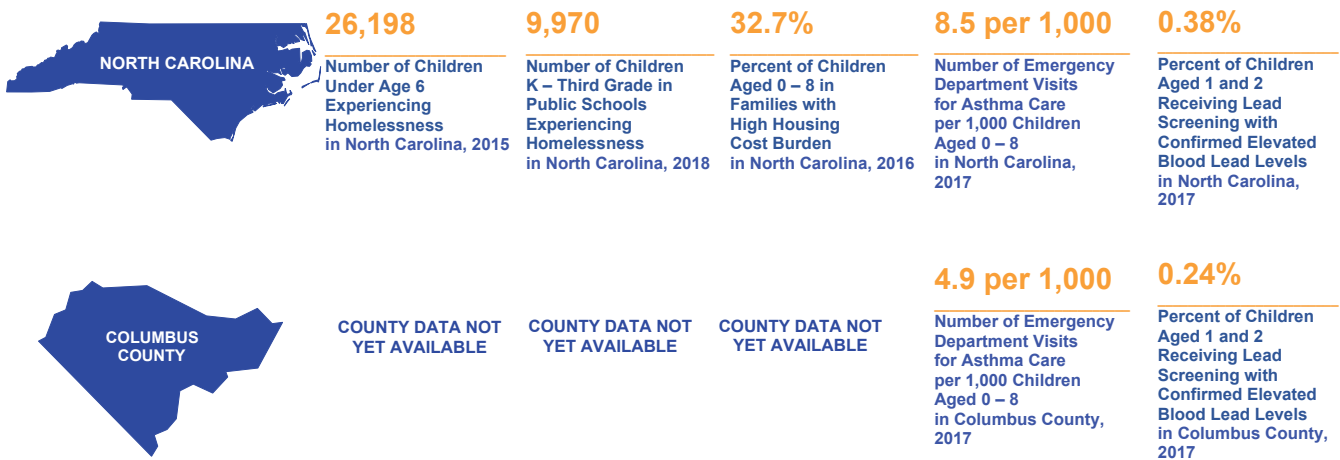 NORTH CAROLINA
26,198
Number of Children
Under Age 6
Experiencing
Homelessness
in North Carolina, 2015
9,970
Number of Children
K – Third Grade in
Public Schools
Experiencing
Homelessness
in North Carolina, 2018
32.7%
Percent of Children
Aged 0 – 8 in
Families with
High Housing
Cost Burden
in North Carolina, 2016
8.5 per 1,000
Number of Emergency
Department Visits
for Asthma Care
per 1,000 Children
Aged 0 – 8
in North Carolina,
2017
0.38%
Percent of Children
Aged 1 and 2
Receiving Lead
Screening with
Confirmed Elevated
Blood Lead Levels
in North Carolina,
2017
COLUMBUS
COUNTY
COUNTY DATA NOT
YET AVAILABLE
COUNTY DATA NOT
YET AVAILABLE
COUNTY DATA NOT
YET AVAILABLE
4.9 per 1,000
Number of Emergency
Department Visits
for Asthma Care
per 1,000 Children
Aged 0 – 8
in Columbus County,
2017
0.24%
Percent of Children
Aged 1 and 2
Receiving Lead
Screening with
Confirmed Elevated
Blood Lead Levels
in Columbus County,
2017